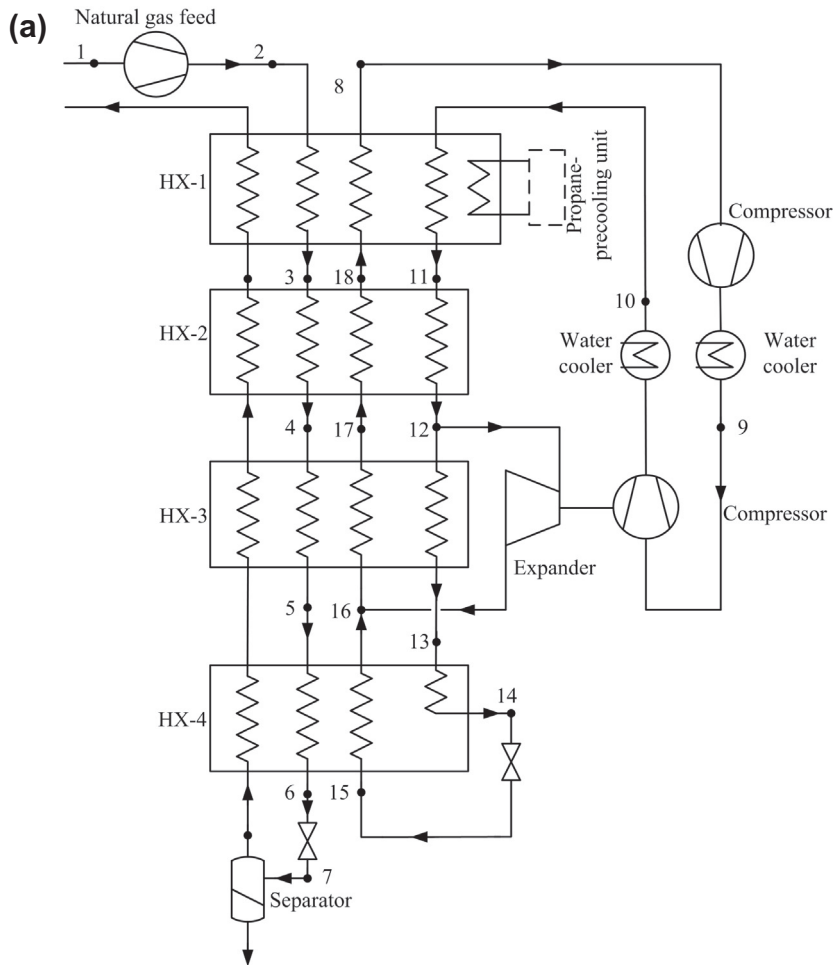 (a)
Natural gas feed
1
2
8
HX-1
Propane-
precooling unit
Compressor
3
18
11
10
HX-2
Water
cooler
Water
cooler
4
17
12
9
HX-3
Expander
Compressor
5
16
13
HX-4
14
6
15
7
Separator